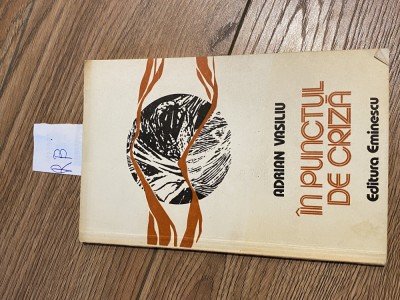 ADRIAN VASILIU
ÎN PUNCTUL
DE CRIZĂ
Editura Eminescu
RB